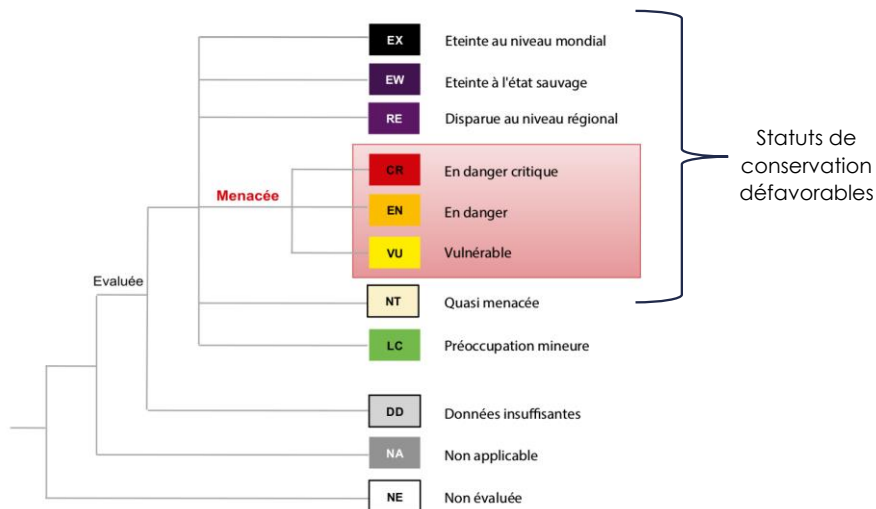 EX Eteinte au niveau mondial
EW Eteinte à l'état sauvage
RE Disparue au niveau régional
Statuts de
conservation
défavorables
CR En danger critique
Menacée
EN En danger
VU Vulnérable
Evaluée
NT Quasi menacée
LC Préoccupation mineure
DD Données insuffisantes
NA Non applicable
NE Non évaluée